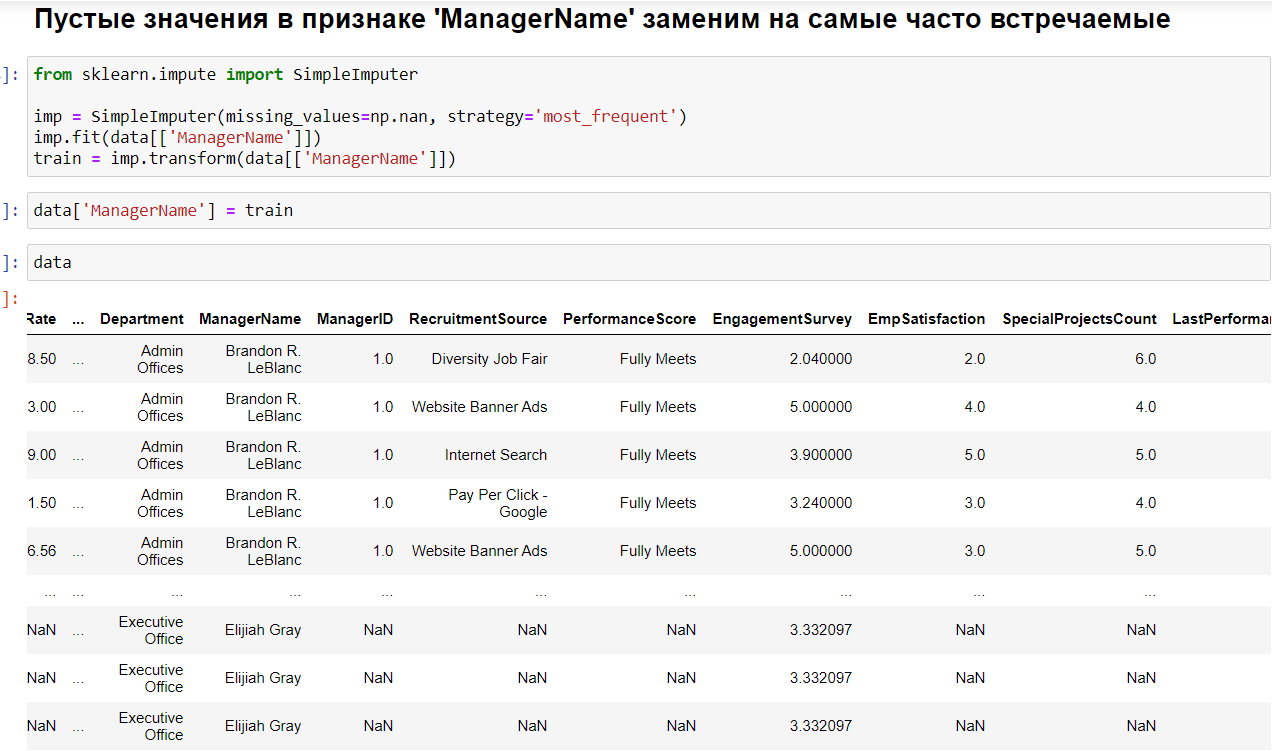 Пустые значения в признаке 'ManagerName' заменим на самые часто встречаемые
]: from sklearn.impute import SimpleImputer
imp = SimpleImputer(missing_values=np.nan, strategy='most_frequent')
imp.fit(data[['ManagerName']])
train = imp.transform(data[['ManagerName']])
]: data['ManagerName'] = train
]: data
]:
Rate ... Department ManagerName ManagerID RecruitmentSource PerformanceScore EngagementSurvey EmpSatisfaction SpecialProjectsCount LastPerforma
8.50 ... Admin Offices Brandon R. LeBlanc 1.0 Diversity Job Fair Fully Meets 2.040000 2.0 6.0
3.00 ... Admin Offices Brandon R. LeBlanc 1.0 Website Banner Ads Fully Meets 5.000000 4.0 4.0
9.00 ... Admin Offices Brandon R. LeBlanc 1.0 Internet Search Fully Meets 3.900000 5.0 5.0
1.50 ... Admin Offices Brandon R. LeBlanc 1.0 Pay Per Click - Google Fully Meets 3.240000 3.0 4.0
6.56 ... Admin Offices Brandon R. LeBlanc 1.0 Website Banner Ads Fully Meets 5.000000 3.0 5.0
... ... ... ... ... ... ... ... ... ...
NaN ... Executive Office Elijiah Gray NaN NaN NaN 3.332097 NaN NaN
NaN ... Executive Office Elijiah Gray NaN NaN NaN 3.332097 NaN NaN
NaN ... Executive Office Elijiah Gray NaN NaN NaN 3.332097 NaN NaN